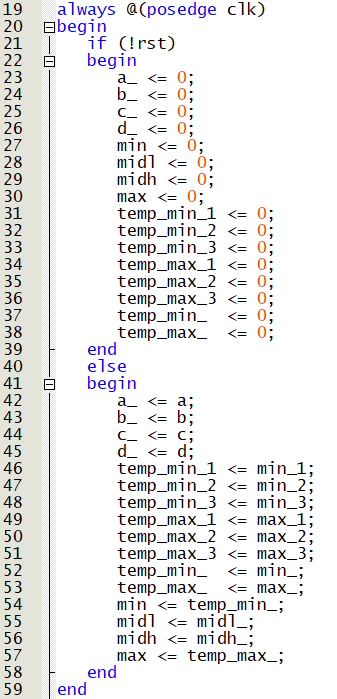 19 always @(posedge clk)
20 begin
21 if (!rst)
22 begin
23 a_ <= 0;
24 b_ <= 0;
25 c_ <= 0;
26 d_ <= 0;
27 min <= 0;
28 midl <= 0;
29 midh <= 0;
30 max <= 0;
31 temp_min_1 <= 0;
32 temp_min_2 <= 0;
33 temp_min_3 <= 0;
34 temp_max_1 <= 0;
35 temp_max_2 <= 0;
36 temp_max_3 <= 0;
37 temp_min_ <= 0;
38 temp_max_ <= 0;
39 end
40 else
41 begin
42 a_ <= a;
43 b_ <= b;
44 c_ <= c;
45 d_ <= d;
46 temp_min_1 <= min_1;
47 temp_min_2 <= min_2;
48 temp_min_3 <= min_3;
49 temp_max_1 <= max_1;
50 temp_max_2 <= max_2;
51 temp_max_3 <= max_3;
52 temp_min_ <= min_;
53 temp_max_ <= max_;
54 min <= temp_min_;
55 midl <= midl_;
56 midh <= midh_;
57 max <= temp_max_;
58 end
59 end